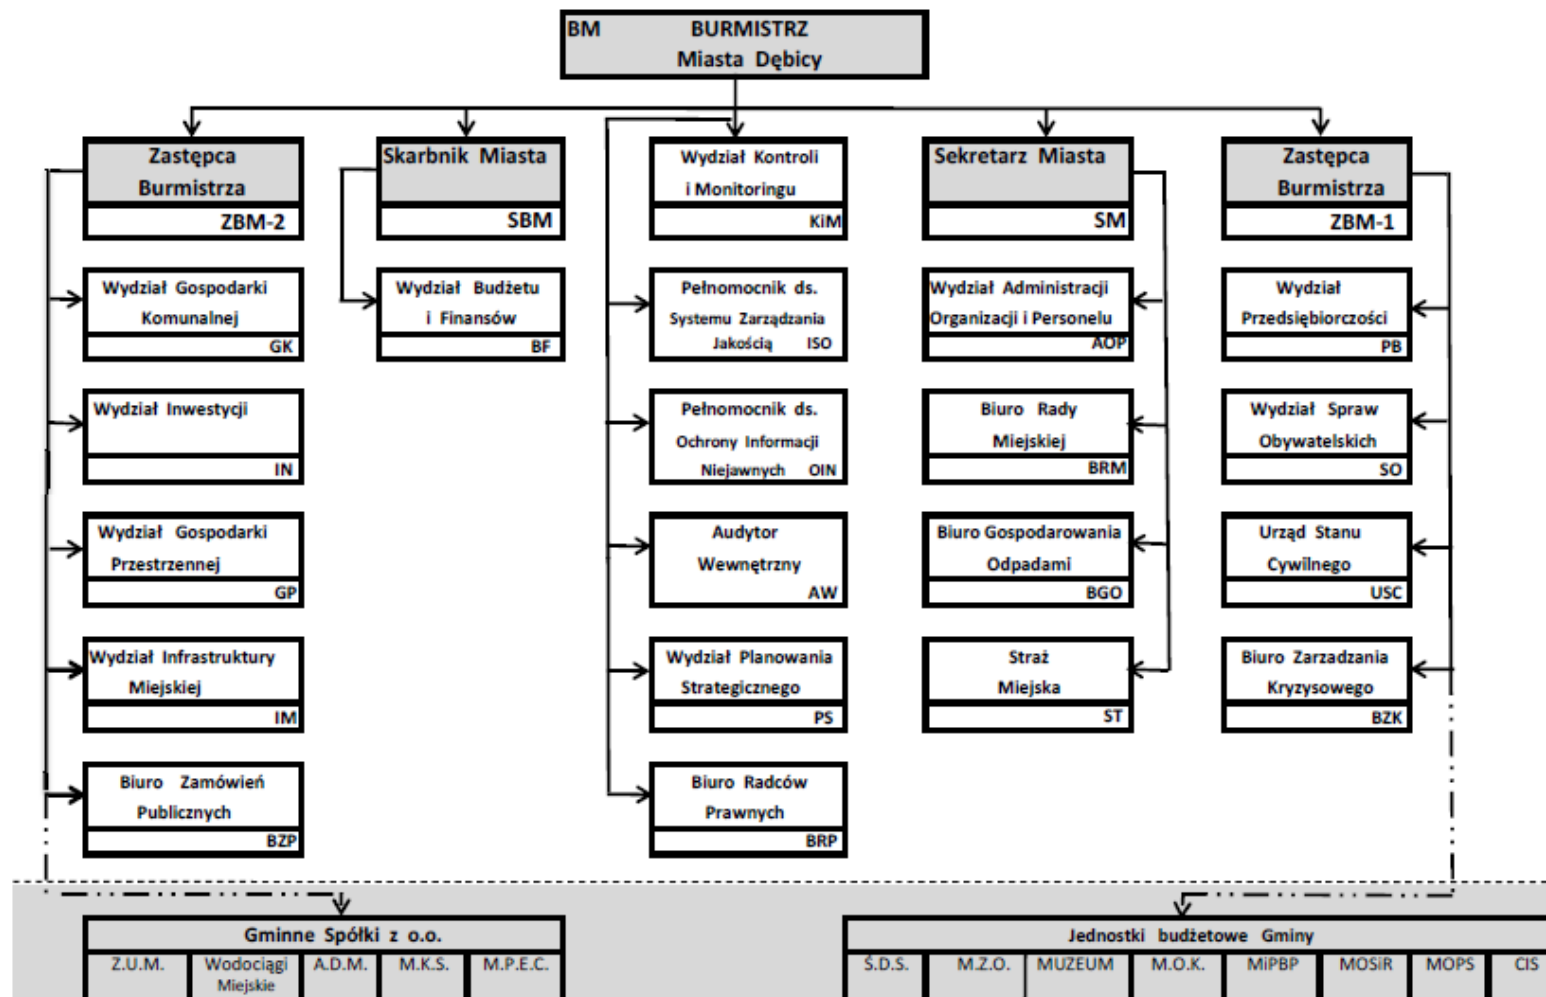 BM BURMISTRZ
Miasta Dębicy
Zastępca
Burmistrza
ZBM-2
Skarbnik Miasta
SBM
Wydział Kontroli
i Monitoringu
KiM
Sekretarz Miasta
SM
Zastępca
Burmistrza
ZBM-1
Wydział Gospodarki
Komunalnej
GK
Wydział Budżetu
i Finansów
BF
Pełnomocnik ds.
Systemu Zarządzania
Jakością ISO
Wydział Administracji
Organizacji i Personelu
AOP
Wydział
Przedsiębiorczości
PB
Wydział Inwestycji
IN
Pełnomocnik ds.
Ochrony Informacji
Niejawnych OIN
Biuro Rady
Miejskiej
BRM
Wydział Spraw
Obywatelskich
SO
Wydział Gospodarki
Przestrzennej
GP
Audytor
Wewnętrzny
AW
Biuro Gospodarowania
Odpadami
BGO
Urząd Stanu
Cywilnego
USC
Wydział Infrastruktury
Miejskiej
IM
Wydział Planowania
Strategicznego
PS
Straż
Miejska
ST
Biuro Zarzadzania
Kryzysowego
BZK
Biuro Zamówień
Publicznych
BZP
Biuro Radców
Prawnych
BRP
Gminne Spółki z o.o.
Z.U.M.
Wodociągi
Miejskie
A.D.M.
M.K.S.
M.P.E.C.
Jednostki budżetowe Gminy
Ś.D.S.
M.Z.O.
MUZEUM
M.O.K.
MiPBP
MOSiR
MOPS
CIS